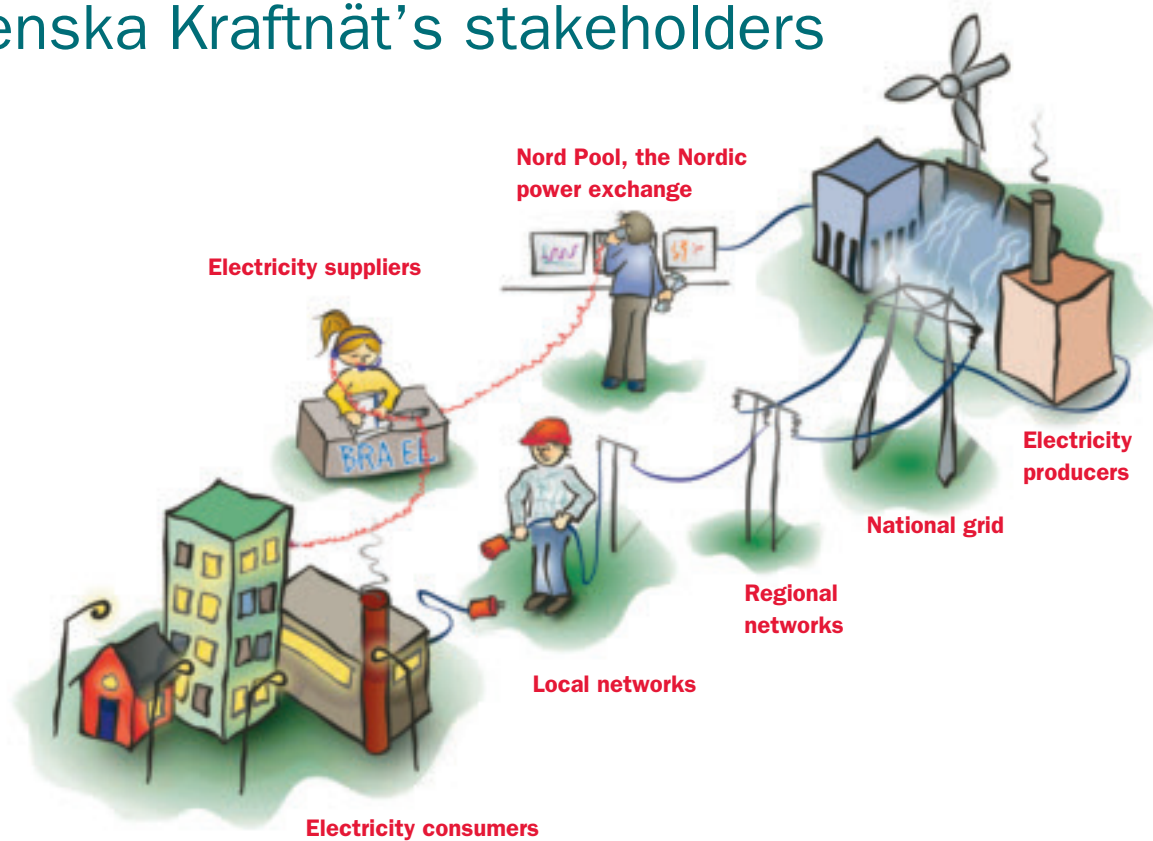 enska Kraftnät's stakeholders
Nord Pool, the Nordic
power exchange
Electricity suppliers
BRA EL
Electricity
producers
National grid
Regional
networks
Local networks
Electricity consumers